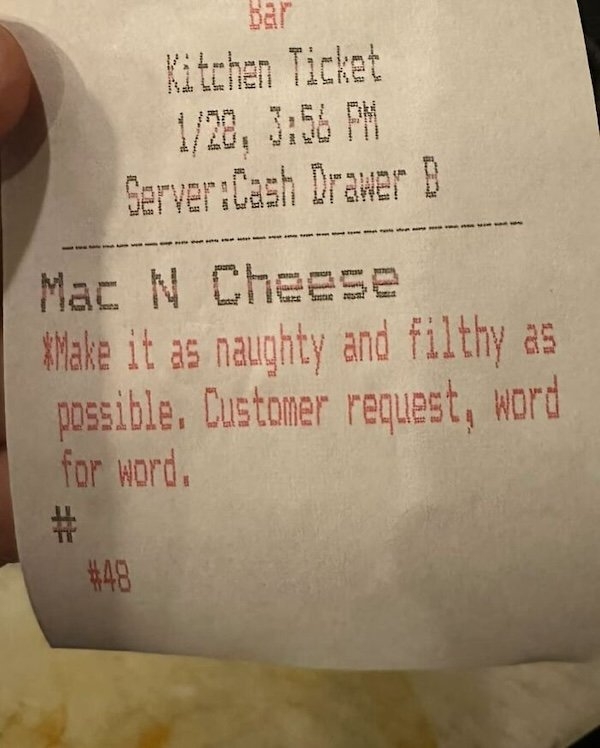 Bar
Kitchen Ticket
1/28, 3:56 PM
Server:Cash Drawer B
Mac N Cheese
*Make it as naughty and filthy as
possible. Customer request, word
for word.
#
#48